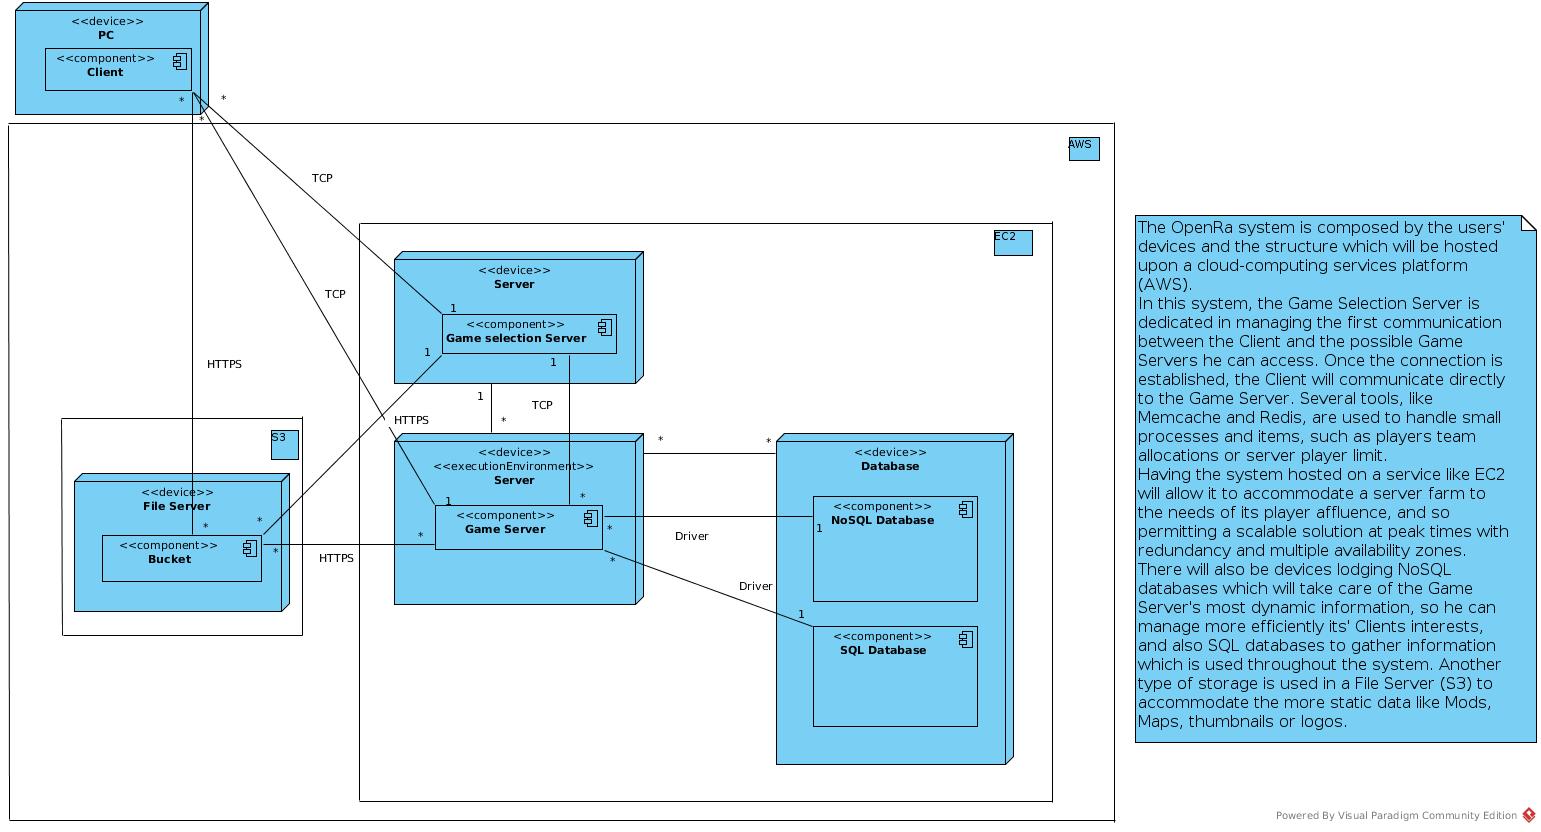 <<device>>
PC
<<component>>
Client
*
*
*
AWS
TCP
EC2
<<device>>
Server
TCP
1
<<component>>
Game selection Server
1
1
HTTPS
1
TCP
*
HTTPS
S3
<<device>>
<<executionEnvironment>>
Server
*
*
<<device>>
Database
<<device>>
File Server
1
*
<<component>>
Game Server
*
<<component>>
NoSQL Database
1
*
*
<<component>>
Bucket
*
HTTPS
*
Driver
*
Driver
1
<<component>>
SQL Database
The OpenRa system is composed by the users'
devices and the structure which will be hosted
upon a cloud-computing services platform
(AWS).
In this system, the Game Selection Server is
dedicated in managing the first communication
between the Client and the possible Game
Servers he can access. Once the connection is
established, the Client will communicate directly
to the Game Server. Several tools, like
Memcache and Redis, are used to handle small
processes and items, such as players team
allocations or server player limit.
Having the system hosted on a service like EC2
will allow it to accommodate a server farm to
the needs of its player affluence, and so
permitting a scalable solution at peak times with
redundancy and multiple availability zones.
There will also be devices lodging NoSQL
databases which will take care of the Game
Server's most dynamic information, so he can
manage more efficiently its' Clients interests,
and also SQL databases to gather information
which is used throughout the system. Another
type of storage is used in a File Server (S3) to
accommodate the more static data like Mods,
Maps, thumbnails or logos.
Powered By Visual Paradigm Community Edition